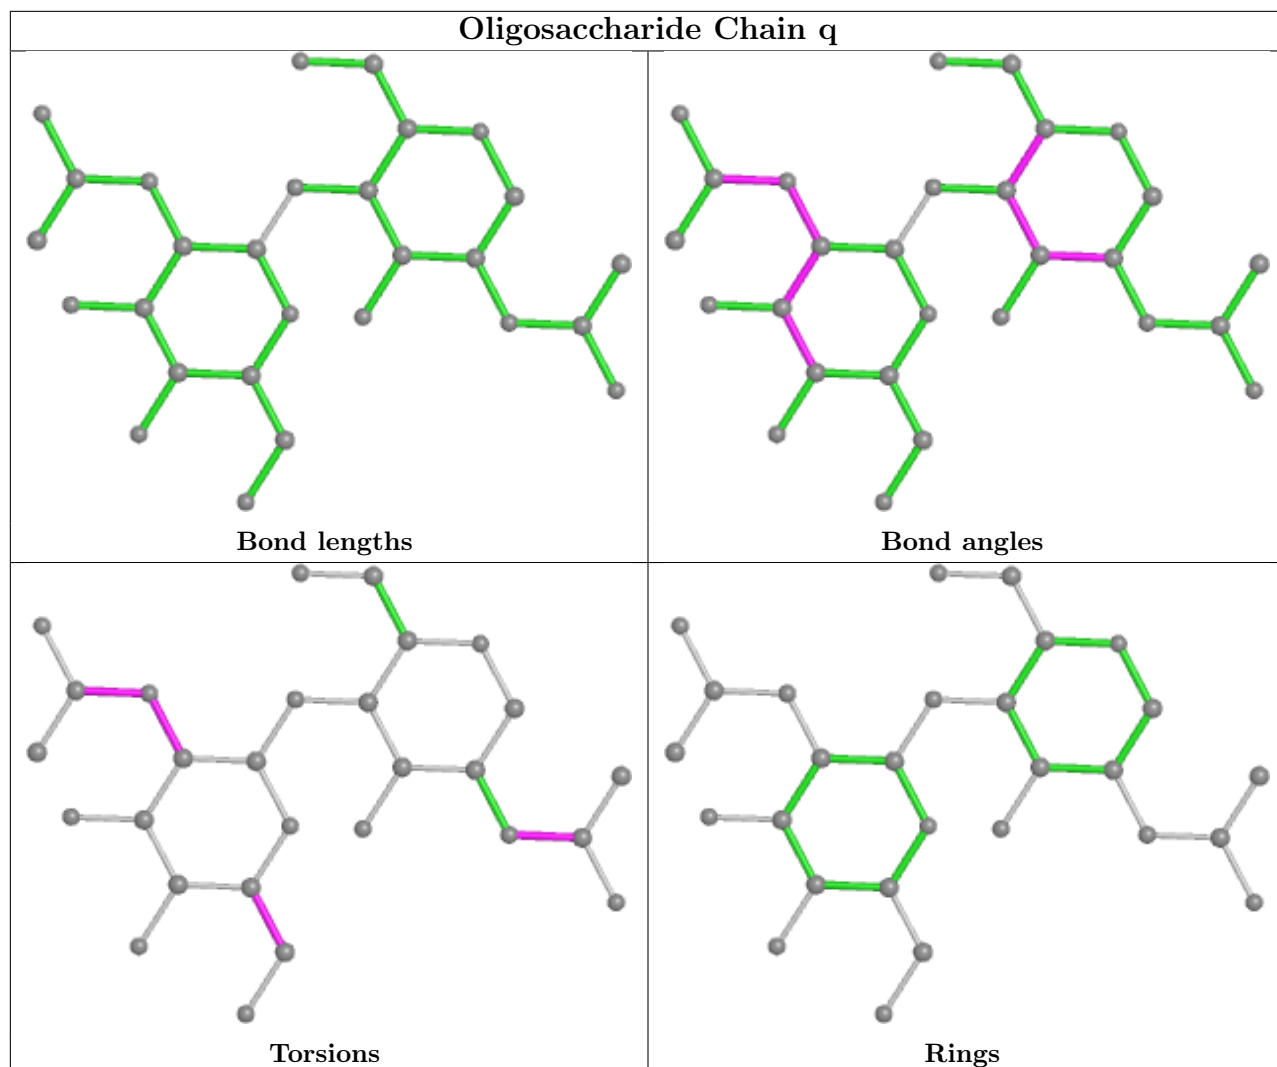 Oligosaccharide Chain q
Bond lengths
Bond angles
Torsions
Rings